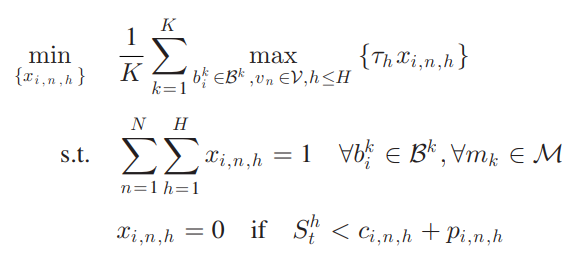 min_{\{x_{i,n,h}\}} \frac{1}{K} \sum_{k=1}^{K} \max_{b_i^k \in \mathcal{B}^k, v_n \in \mathcal{V}, h \leq H} \{\tau_h x_{i,n,h}\}
s.t. \sum_{n=1}^{N} \sum_{h=1}^{H} x_{i,n,h} = 1 \quad \forall b_i^k \in \mathcal{B}^k, \forall m_k \in \mathcal{M}
x_{i,n,h} = 0 \quad if \quad S_t^h < c_{i,n,h} + p_{i,n,h}